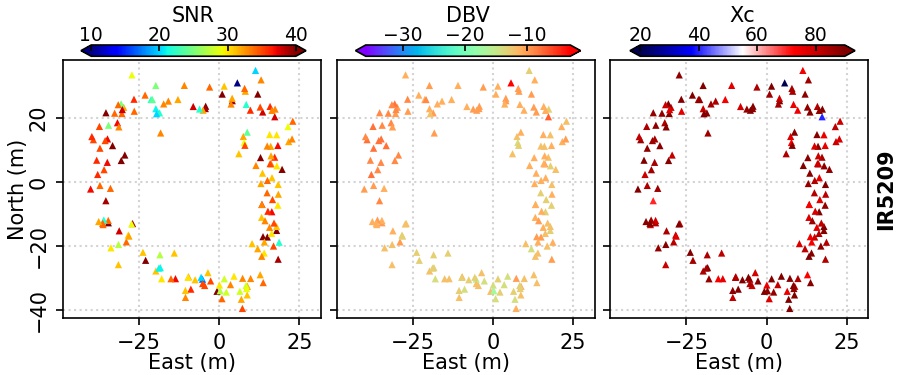 SNR DBV Xc
10 20 30 40 −30 −20 −10 20 40 60 80
20
0
−20
−40
North (m)
−25 0 25 −25 0 25 −25 0 25
East (m) East (m) East (m)
IR5209